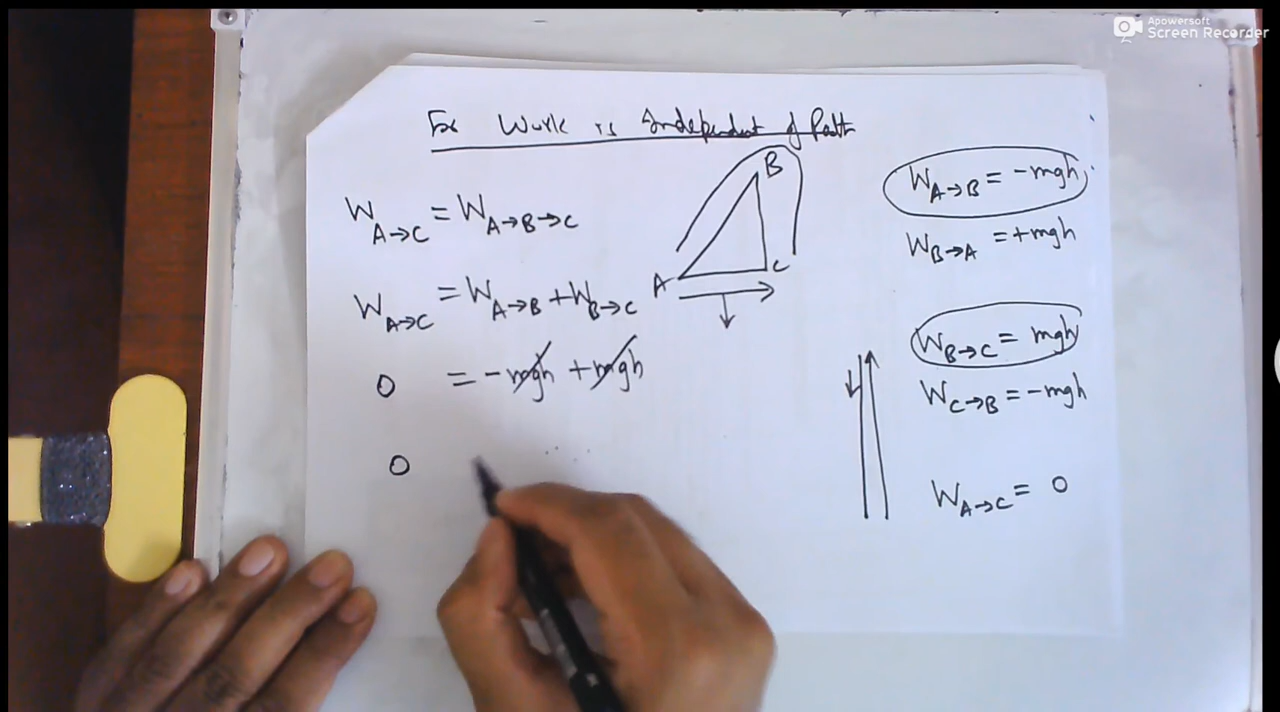 Apowersoft
Screen Recorder
For Work is Independent of Path
W A→C = W A→B→C
W A→C = W A→B + W B→C
0 = -mgh + mgh
0
B
A
C
W A→B = -mgh
W B→A = +mgh
W B→C = mgh
W C→B = -mgh
W A→C = 0